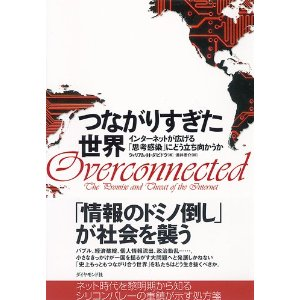 つながりすぎた
世界
インターネットが広げる
「思考感染」にどう立ち向かうか
ウィリアム・H・ダビドウ[著] 酒井泰介[訳]
Overconnected
The Promise and Threat of the Internet
「情報のドミノ倒し」
が社会を襲う
バブル、経済破綻、個人情報流出、政治動乱……
小さなきっかけが一国を揺るがす大問題へと発展しかねない
「史上もっともつながり合う世界」を私たちはどう生き抜くべきか。
ダイヤモンド社
ネット時代を黎明期から知る
シリコンバレーの重鎮が示す処方箋